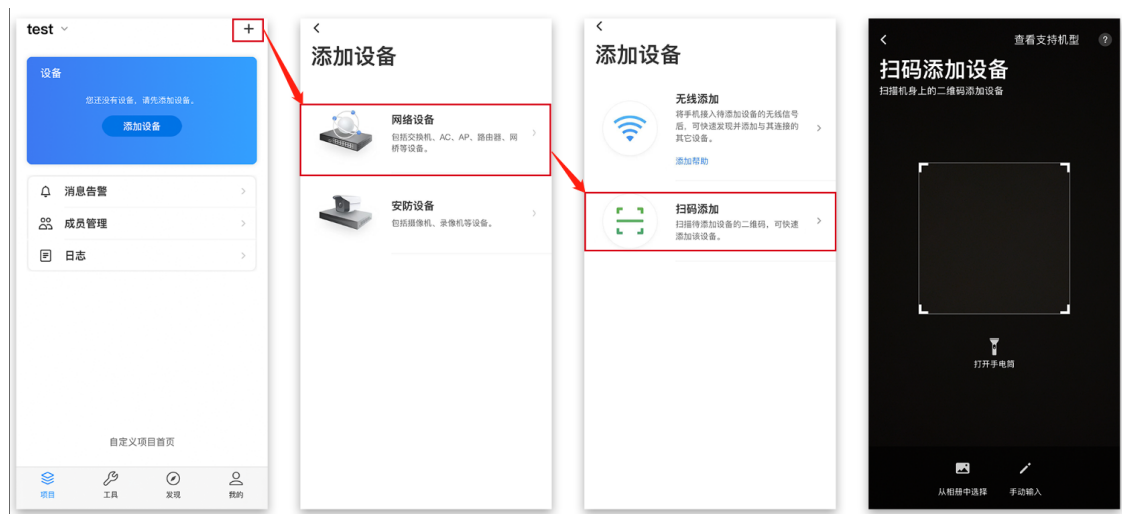 test
+
设备
您还没有设备，请先添加设备。
添加设备
消息告警
成员管理
日志
自定义项目首页
项目
工具
发现
我的
添加设备
网络设备
包括交换机、AC、AP、路由器、网
桥等设备。
安防设备
包括摄像机、录像机等设备。
添加设备
无线添加
将手机接入待添加设备的无线信号
后，可快速发现并添加与其连接的
其它设备。
添加帮助
扫码添加
扫描待添加设备的二维码，可快速
添加该设备。
查看支持机型 ?
扫码添加设备
扫描机身上的二维码添加设备
打开手电筒
从相册中选择
手动输入